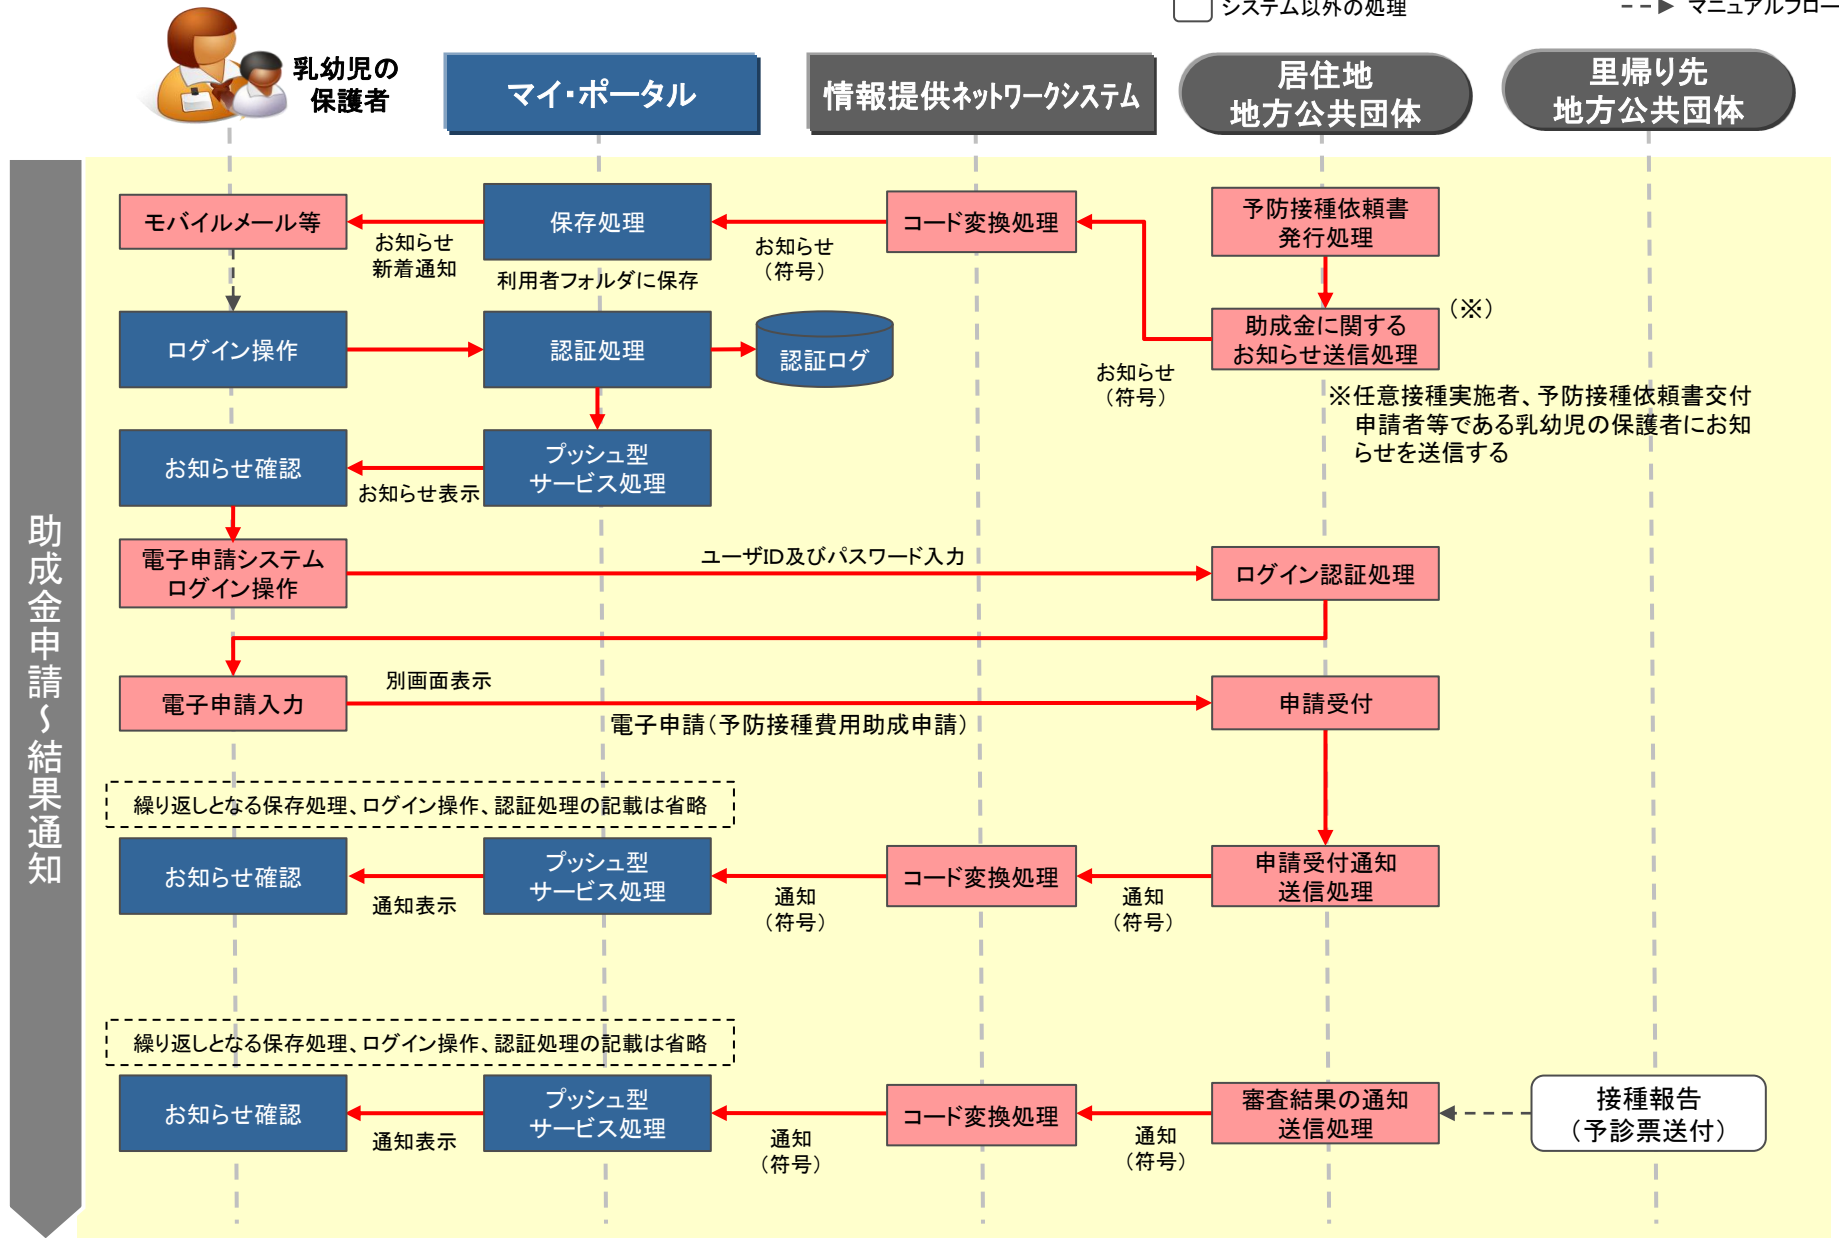 システム以外の処理
マニュアルフロー
乳幼児の
保護者
マイ・ポータル
情報提供ネットワークシステム
居住地
地方公共団体
里帰り先
地方公共団体
助成金申請～結果通知
モバイルメール等
お知らせ
新着通知
保存処理
利用者フォルダに保存
お知らせ
（符号）
コード変換処理
予防接種依頼書
発行処理
ログイン操作
認証処理
認証ログ
お知らせ
（符号）
助成金に関する
お知らせ送信処理
（※）
※任意接種実施者、予防接種依頼書交付
申請者等である乳幼児の保護者にお知
らせを送信する
お知らせ確認
お知らせ表示
プッシュ型
サービス処理
電子申請システム
ログイン操作
ユーザID及びパスワード入力
ログイン認証処理
電子申請入力
別画面表示
電子申請（予防接種費用助成申請）
申請受付
繰り返しとなる保存処理、ログイン操作、認証処理の記載は省略
お知らせ確認
通知表示
プッシュ型
サービス処理
通知
（符号）
コード変換処理
通知
（符号）
申請受付通知
送信処理
繰り返しとなる保存処理、ログイン操作、認証処理の記載は省略
お知らせ確認
通知表示
プッシュ型
サービス処理
通知
（符号）
コード変換処理
通知
（符号）
審査結果の通知
送信処理
接種報告
（予診票送付）